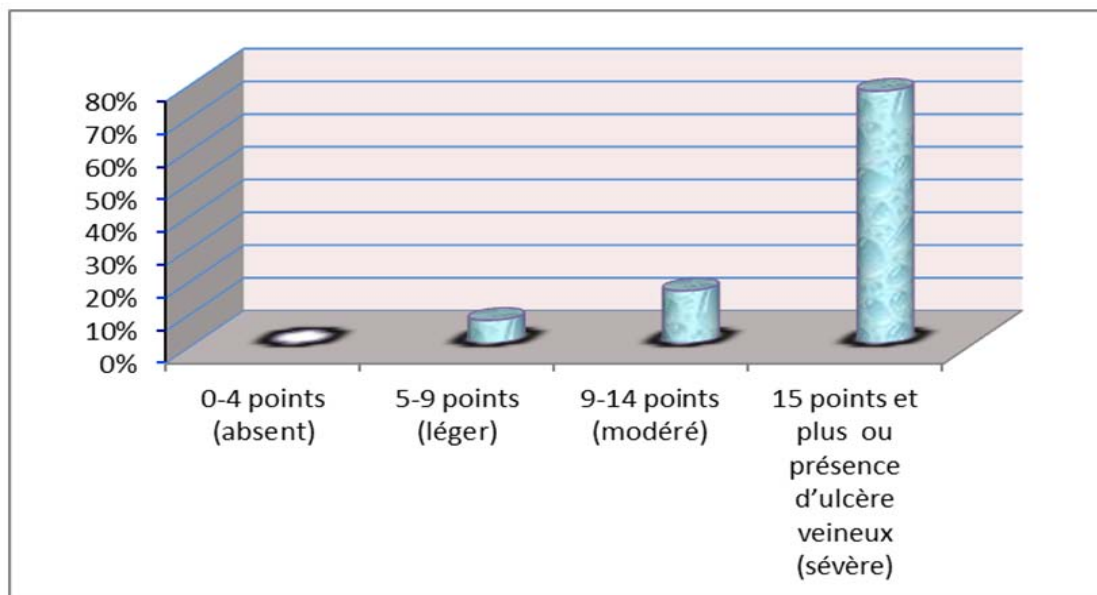 80%
70%
60%
50%
40%
30%
20%
10%
0%
0-4 points
(absent)
5-9 points
(léger)
9-14 points
(modéré)
15 points et
plus ou
présence
d’ulcère
veineux
(sévère)